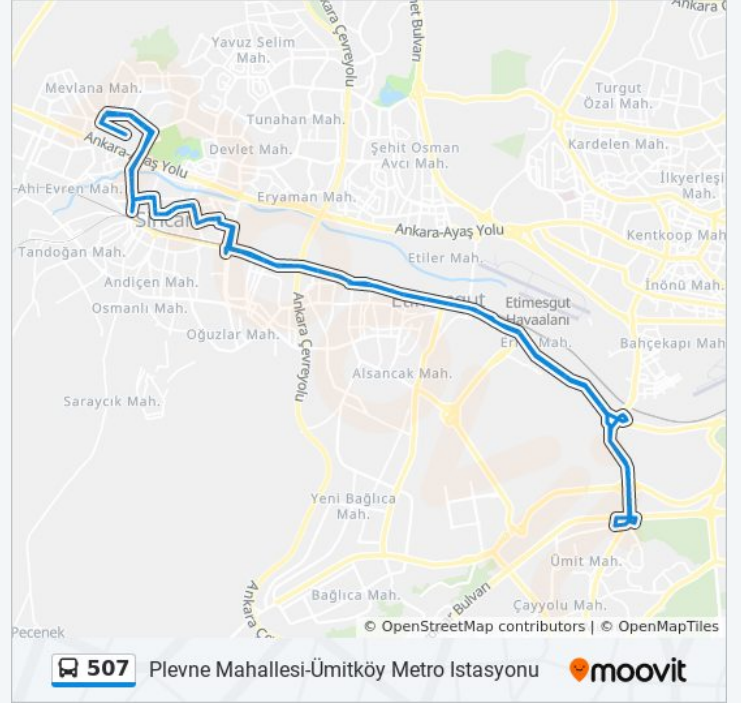 Ankara Ç
Ankara Çevreyolu
Yavuz Selim
Mah.
Mevlana Mah.
Turgut
Özal Mah.
Tunahan Mah.
Ankara-Ayaş Yolu
Devlet Mah.
Şehit Osman
Avcı Mah.
Kardelen Mah.
İlkyerleşi
Mah.
Ahi Evren Mah.
Eryaman Mah.
Sincan
Ankara-Ayaş Yolu
Kentkoop Mah
Tandoğan Mah.
Etiler Mah.
Andiçen Mah.
İnönü Mah.
Osmanlı Mah.
Etimesgut
Etimesgut
Havaalanı
Ankara Çevreyolu
Oğuzlar Mah.
Mah.
Bahçekapı Mah
Alsancak Mah.
Saraycık Mah.
Yeni Bağlıca
Mah.
Ümit Mah.
Bağlıca Mah.
Bulvarı
Çayyolu Mah.
Pecenek
© OpenStreetMap contributors | © OpenMapTiles
507 Plevne Mahallesi-Ümitköy Metro Istasyonu moovit